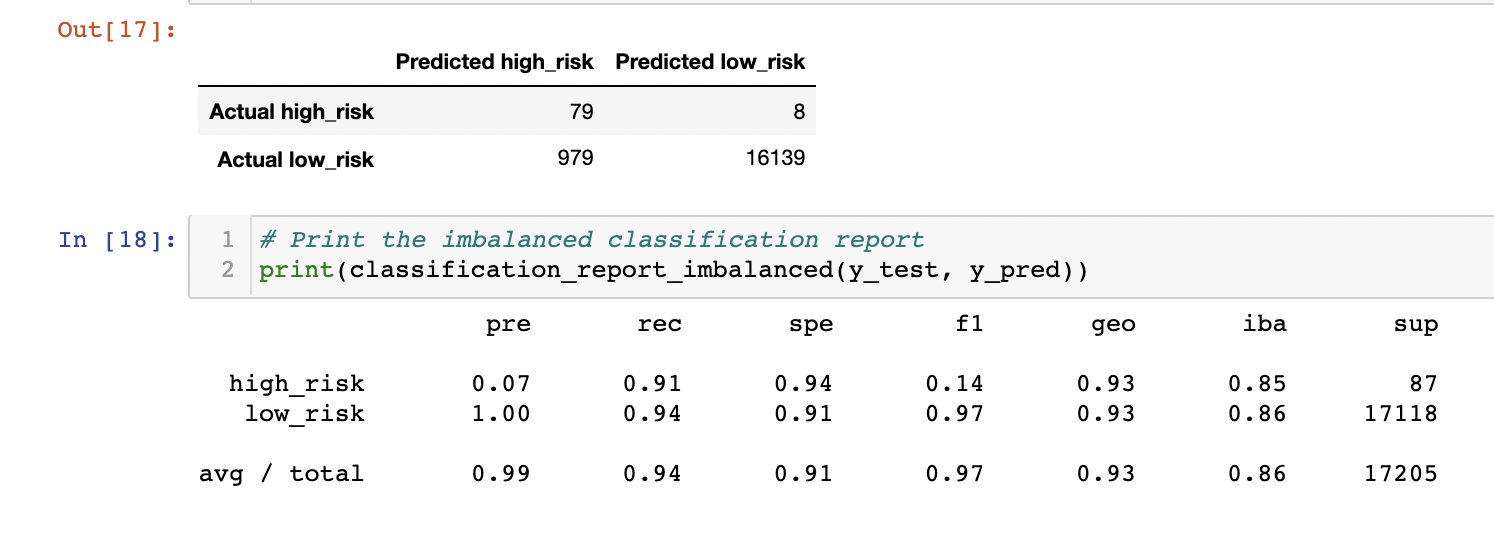 Out[17]:
Predicted high_risk Predicted low_risk
Actual high_risk 79 8
Actual low_risk 979 16139
In [18]:
1 # Print the imbalanced classification report
2 print(classification_report_imbalanced(y_test, y_pred))
pre rec spe f1 geo iba sup
high_risk 0.07 0.91 0.94 0.14 0.93 0.85 87
low_risk 1.00 0.94 0.91 0.97 0.93 0.86 17118
avg / total 0.99 0.94 0.91 0.97 0.93 0.86 17205